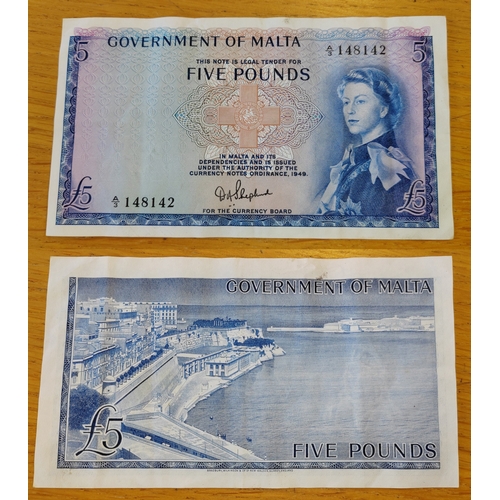 GOVERNMENT OF MALTA
5
A/3 148142
5
THIS NOTE IS LEGAL TENDER FOR
FIVE POUNDS
IN MALTA AND ITS
DEPENDENCIES AND IS ISSUED
UNDER THE AUTHORITY OF THE
CURRENCY NOTES ORDINANCE, 1949.
A/3 148142
£5
FOR THE CURRENCY BOARD
£5
GOVERNMENT OF MALTA
£5
FIVE POUNDS